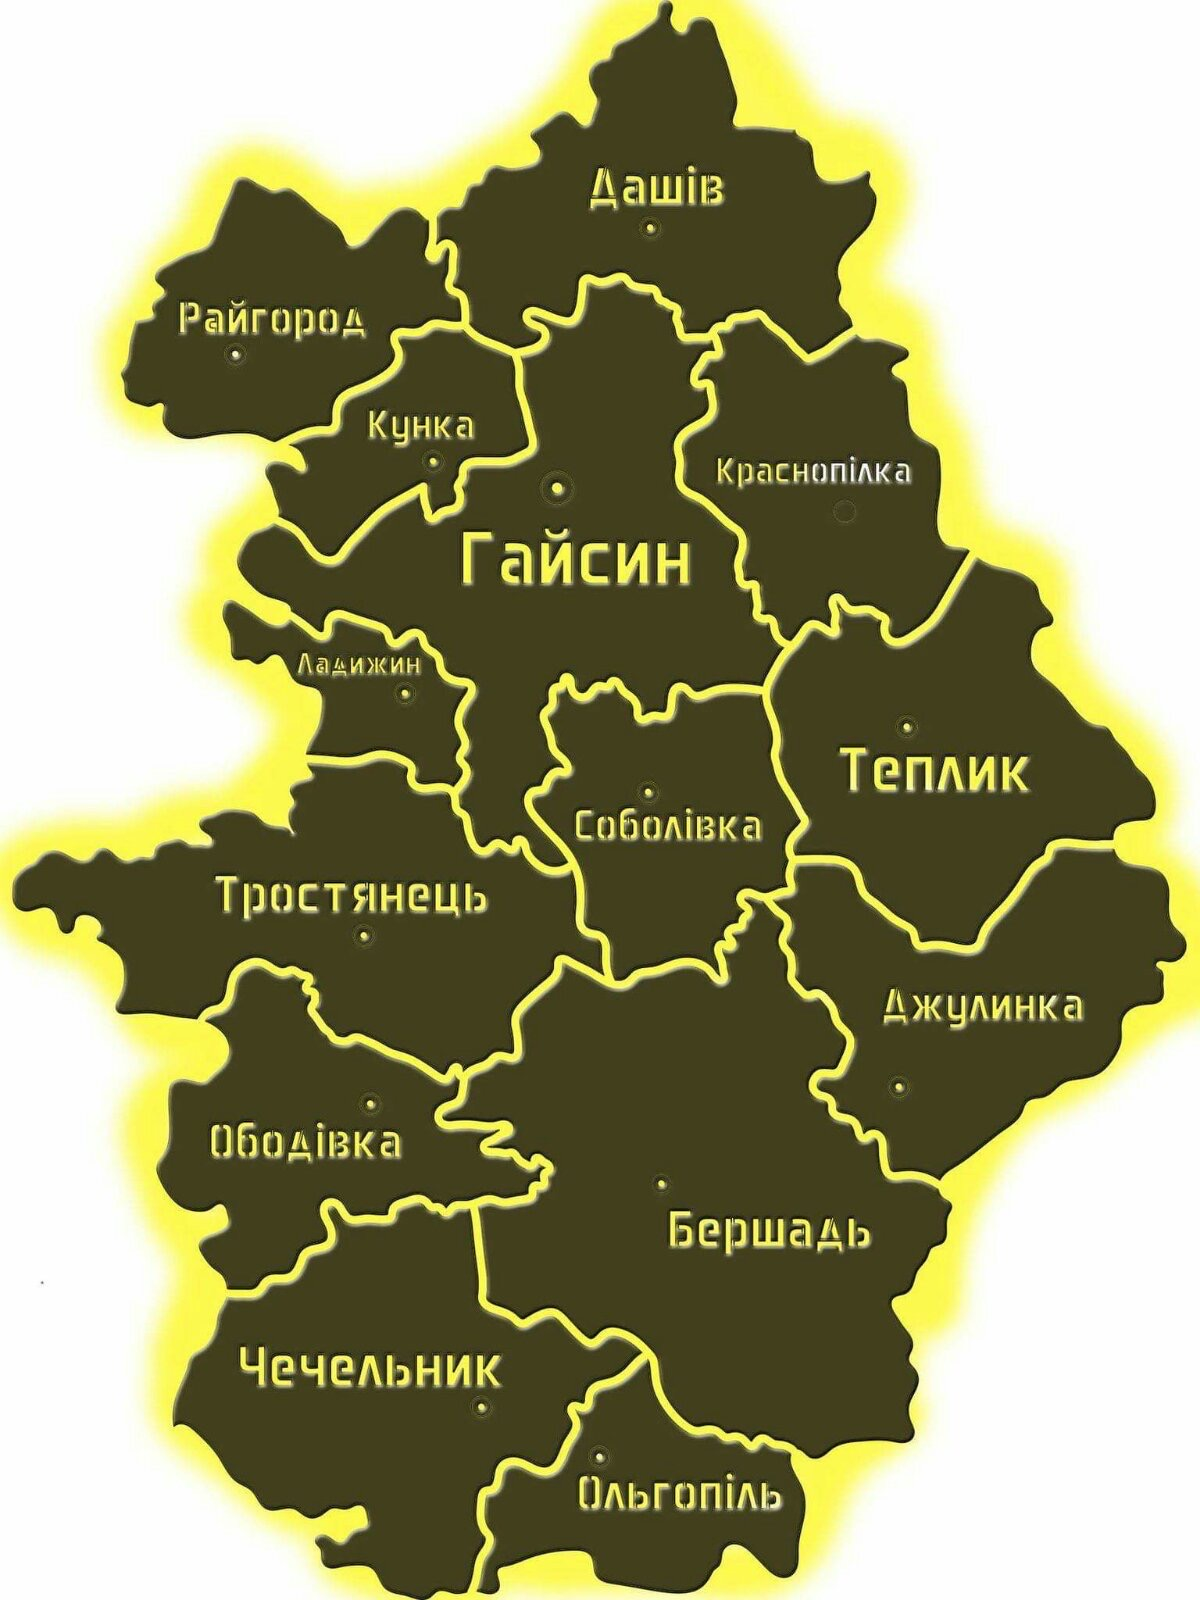 Дашів
Райгород
Кунка
Краснопілка
Гайсин
Ладижин
Теплик
Соболівка
Тростянець
Джулинка
Ободівка
Бершадь
Чечельник
Ольгопіль